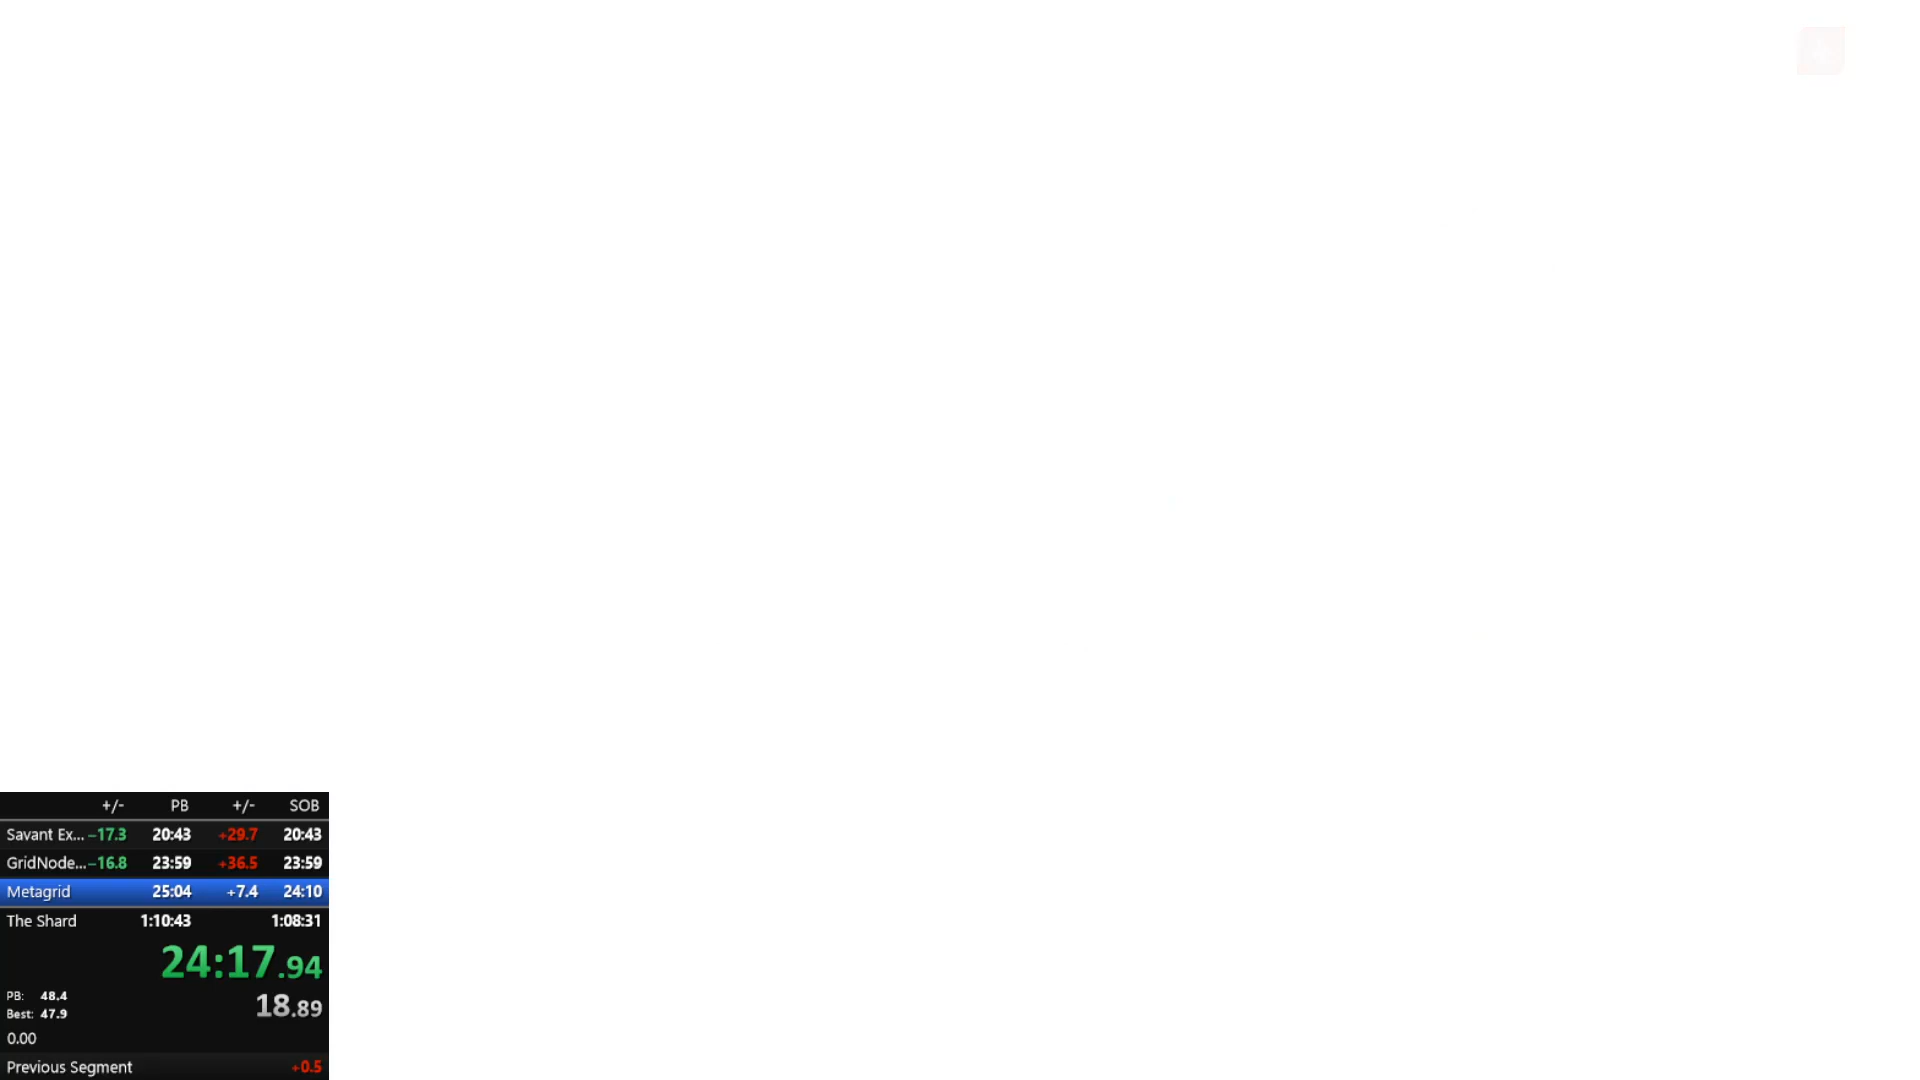 +/- PB +/- SOB
Savant Ex... −17.3 20:43 +29.7 20:43
GridNode... −16.8 23:59 +36.5 23:59
Metagrid 25:04 +7.4 24:10
The Shard 1:10:43 1:08:31
24:17.94
PB: 48.4
18.89
Best: 47.9
0.00
Previous Segment +0.5